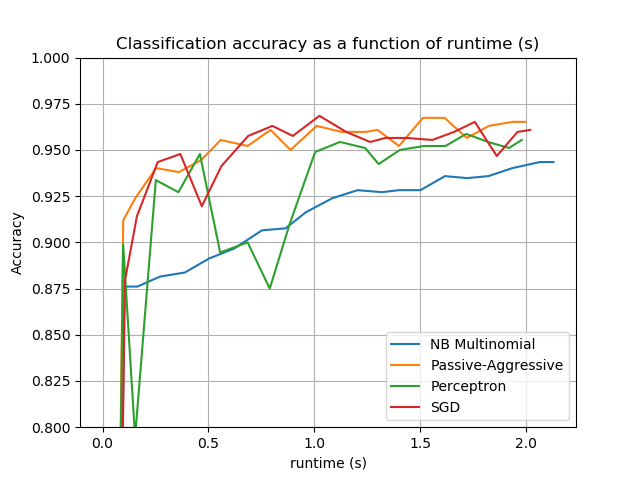 Classification accuracy as a function of runtime (s)
1.000
0.975
0.950
0.925
0.900
0.875
0.850
0.825
0.800
Accuracy
NB Multinomial
Passive-Aggressive
Perceptron
SGD
0.0 0.5 1.0 1.5 2.0
runtime (s)